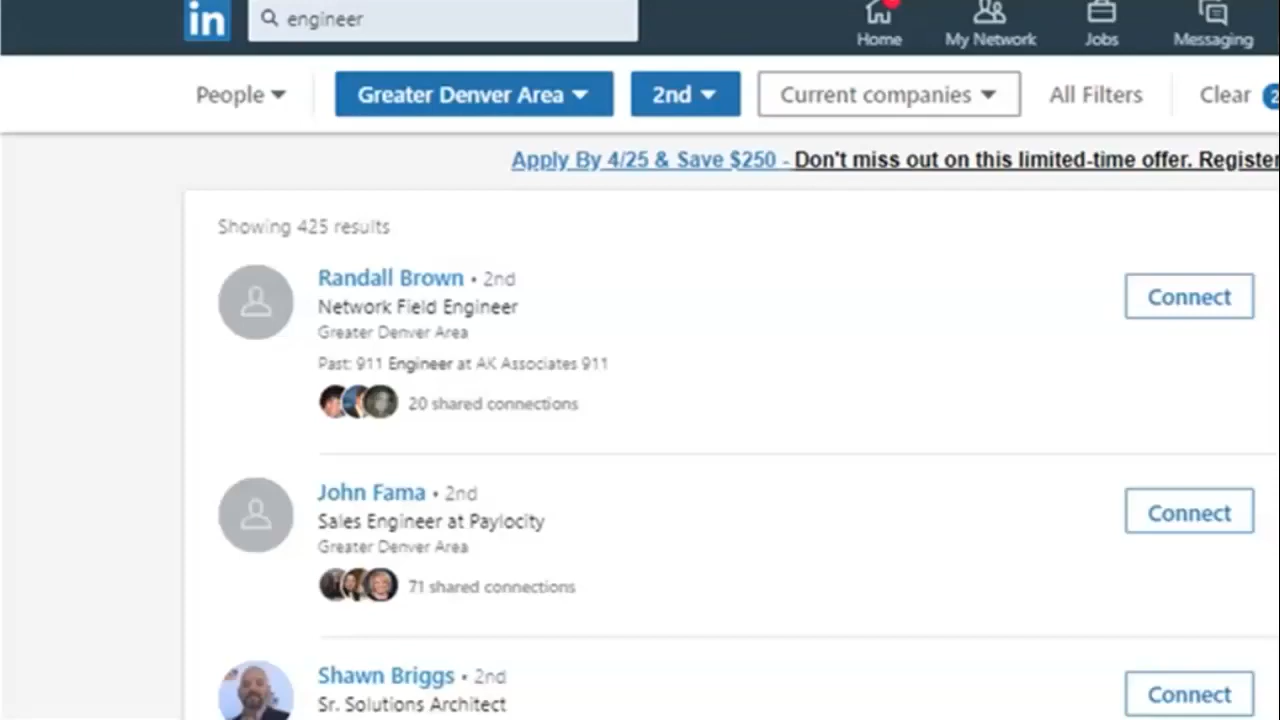 in
engineer
Home
My Network
Jobs
Messaging
People
Greater Denver Area
2nd
Current companies
All Filters
Clear 2
Apply By 4/25 & Save $250 - Don't miss out on this limited-time offer. Register
Showing 425 results
Randall Brown • 2nd
Connect
Network Field Engineer
Greater Denver Area
Past: 911 Engineer at AK Associates 911
20 shared connections
John Fama • 2nd
Connect
Sales Engineer at Paylocity
Greater Denver Area
71 shared connections
Shawn Briggs • 2nd
Connect
Sr. Solutions Architect